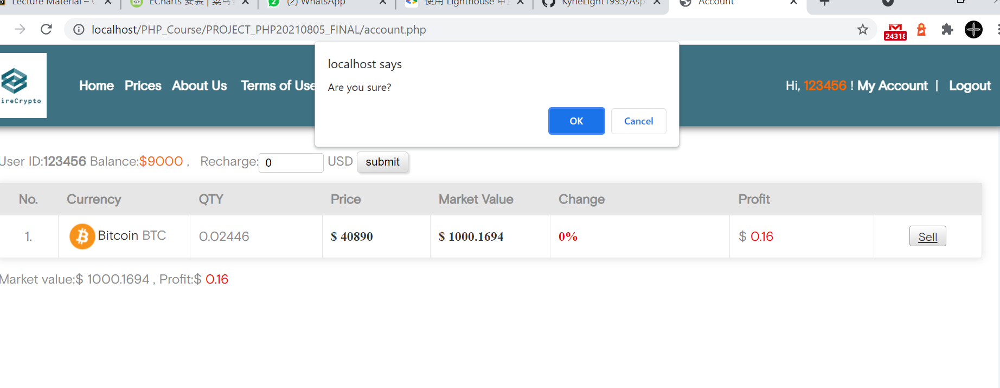 Lecture Material –
ECharts 安装 | 菜鸟
(2) WhatsApp
使用 Lighthouse
KyrieLight1993/Asp
Account
localhost/PHP_Course/PROJECT_PHP20210805_FINAL/account.php
24318
localhost says
Are you sure?
OK
Cancel
ireCrypto
Home
Prices
About Us
Terms of Use
Hi, 123456 ! My Account | Logout
User ID:123456 Balance:$9000 , Recharge: 0 USD submit
No. Currency QTY Price Market Value Change Profit
1. Bitcoin BTC 0.02446 $ 40890 $ 1000.1694 0% $ 0.16 Sell
Market value:$ 1000.1694 , Profit:$ 0.16